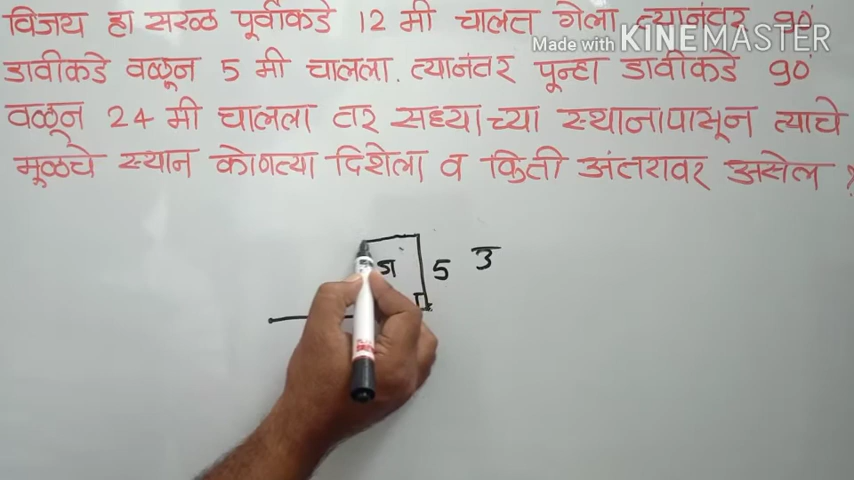 विजय हा सरळ पूर्वीकडे 12 मी चालत गेला त्यानंतर 90°
Made with KINEMASTER
डावीकडे वळून 5 मी चालला. त्यानंतर पून्हा डावीकडे 90°
वळून 24 मी चालला तर सध्याच्या स्थानापासून त्याचे
मूळचे स्थान कोणत्या दिशेला व किती अंतरावर असेल ?
5 उ